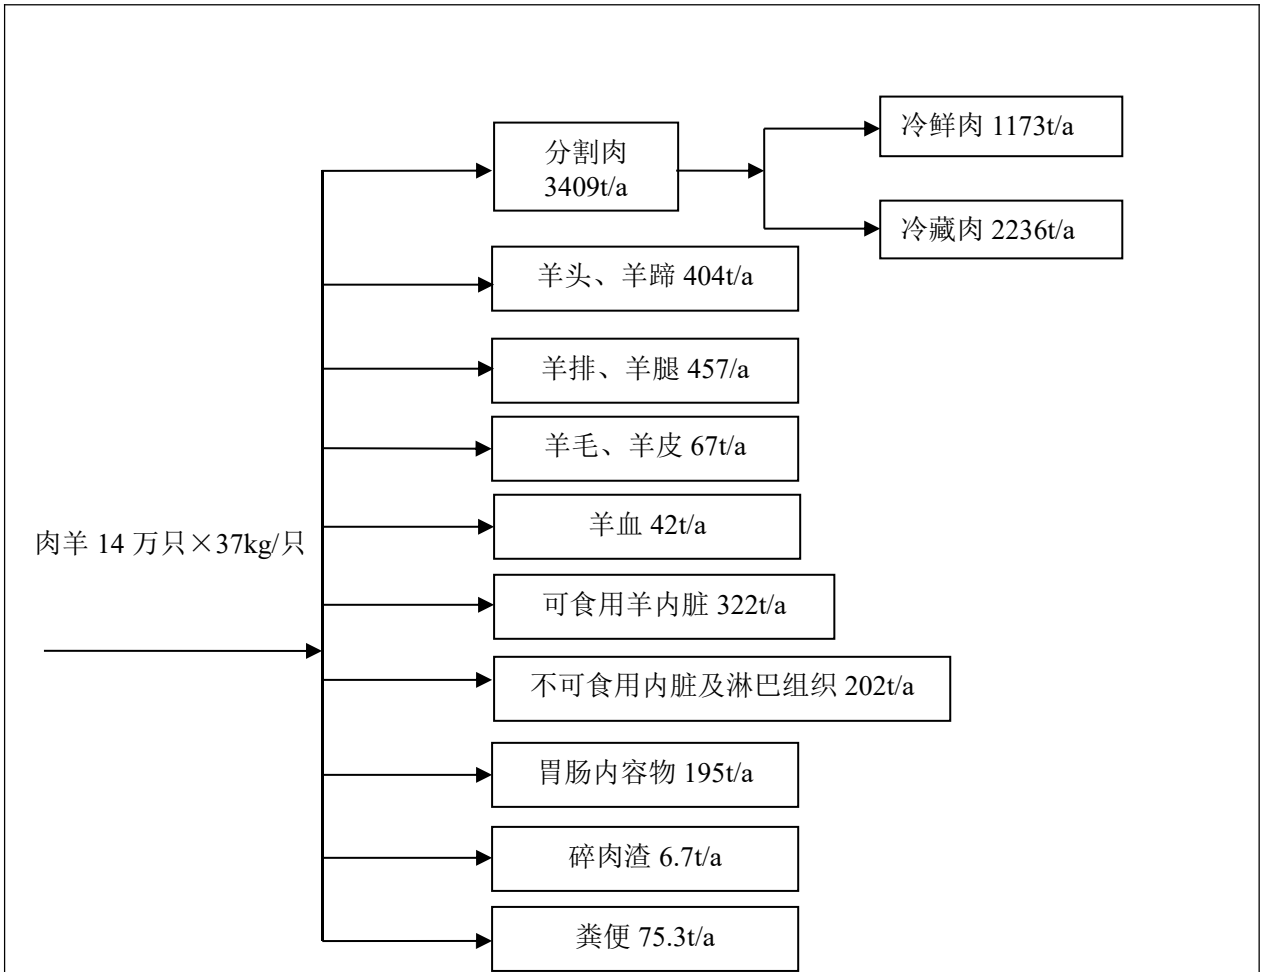 冷鲜肉 1173t/a
分割肉
3409t/a
冷藏肉 2236t/a
羊头、羊蹄 404t/a
羊排、羊腿 457/a
羊毛、羊皮 67t/a
羊血 42t/a
肉羊 14 万只×37kg/只
可食用羊内脏 322t/a
不可食用内脏及淋巴组织 202t/a
胃肠内容物 195t/a
碎肉渣 6.7t/a
粪便 75.3t/a